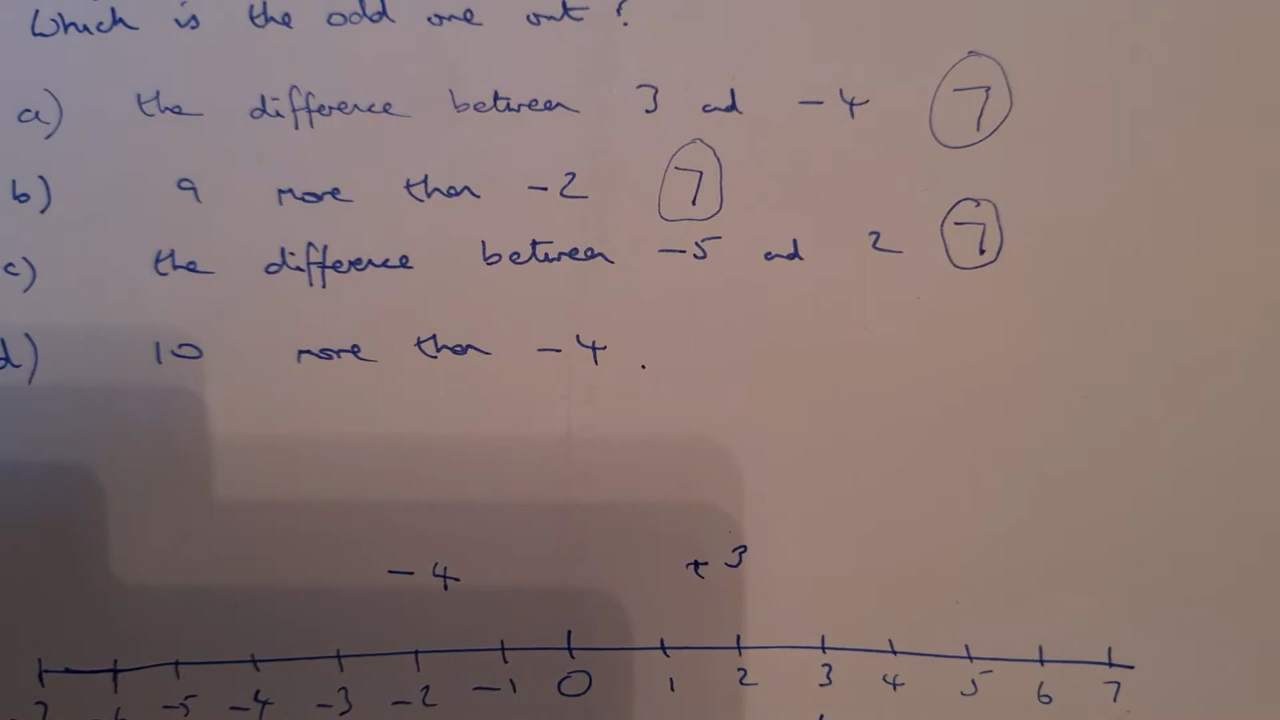 Which is the odd one out?
a) the difference between 3 and -4 7
b) 9 more than -2 7
c) the difference between -5 and 2 7
d) 10 more than -4.
-4 +3
-5 -4 -3 -2 -1 0 1 2 3 4 5 6 7